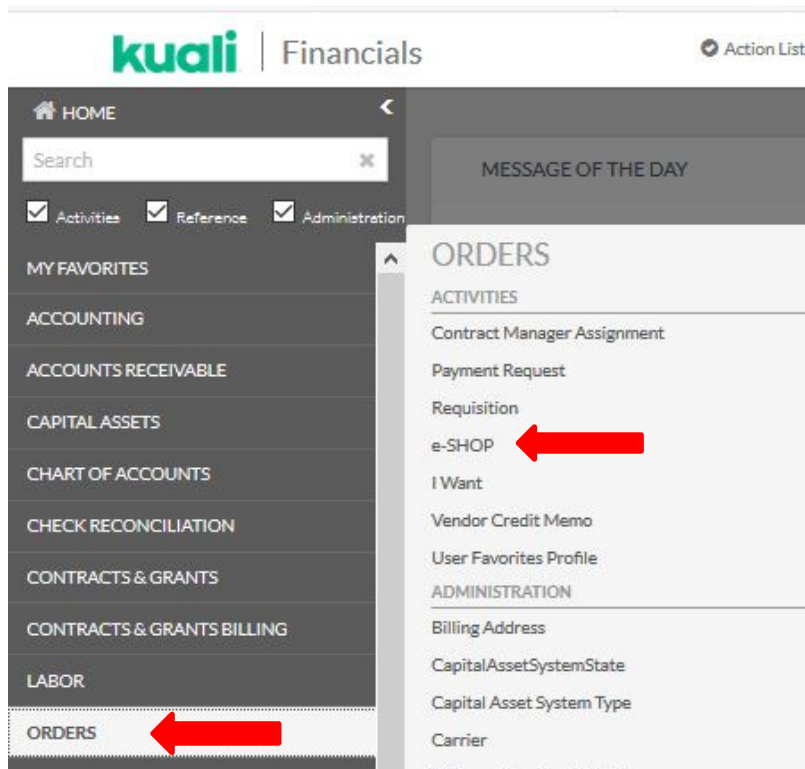 kuali Financials
Action List
HOME
Search
Activities Reference Administration
MY FAVORITES
ACCOUNTING
ACCOUNTS RECEIVABLE
CAPITAL ASSETS
CHART OF ACCOUNTS
CHECK RECONCILIATION
CONTRACTS & GRANTS
CONTRACTS & GRANTS BILLING
LABOR
ORDERS
MESSAGE OF THE DAY
ORDERS
ACTIVITIES
Contract Manager Assignment
Payment Request
Requisition
e-SHOP
I Want
Vendor Credit Memo
User Favorites Profile
ADMINISTRATION
Billing Address
CapitalAssetSystemState
Capital Asset System Type
Carrier